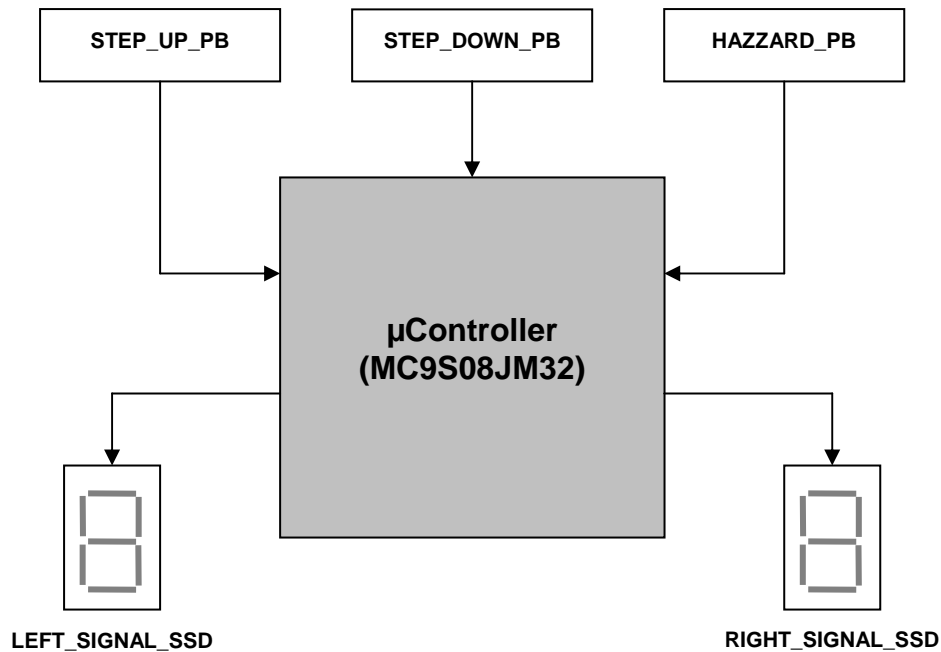 STEP_UP_PB
STEP_DOWN_PB
HAZZARD_PB
µController
(MC9S08JM32)
LEFT_SIGNAL_SSD
RIGHT_SIGNAL_SSD